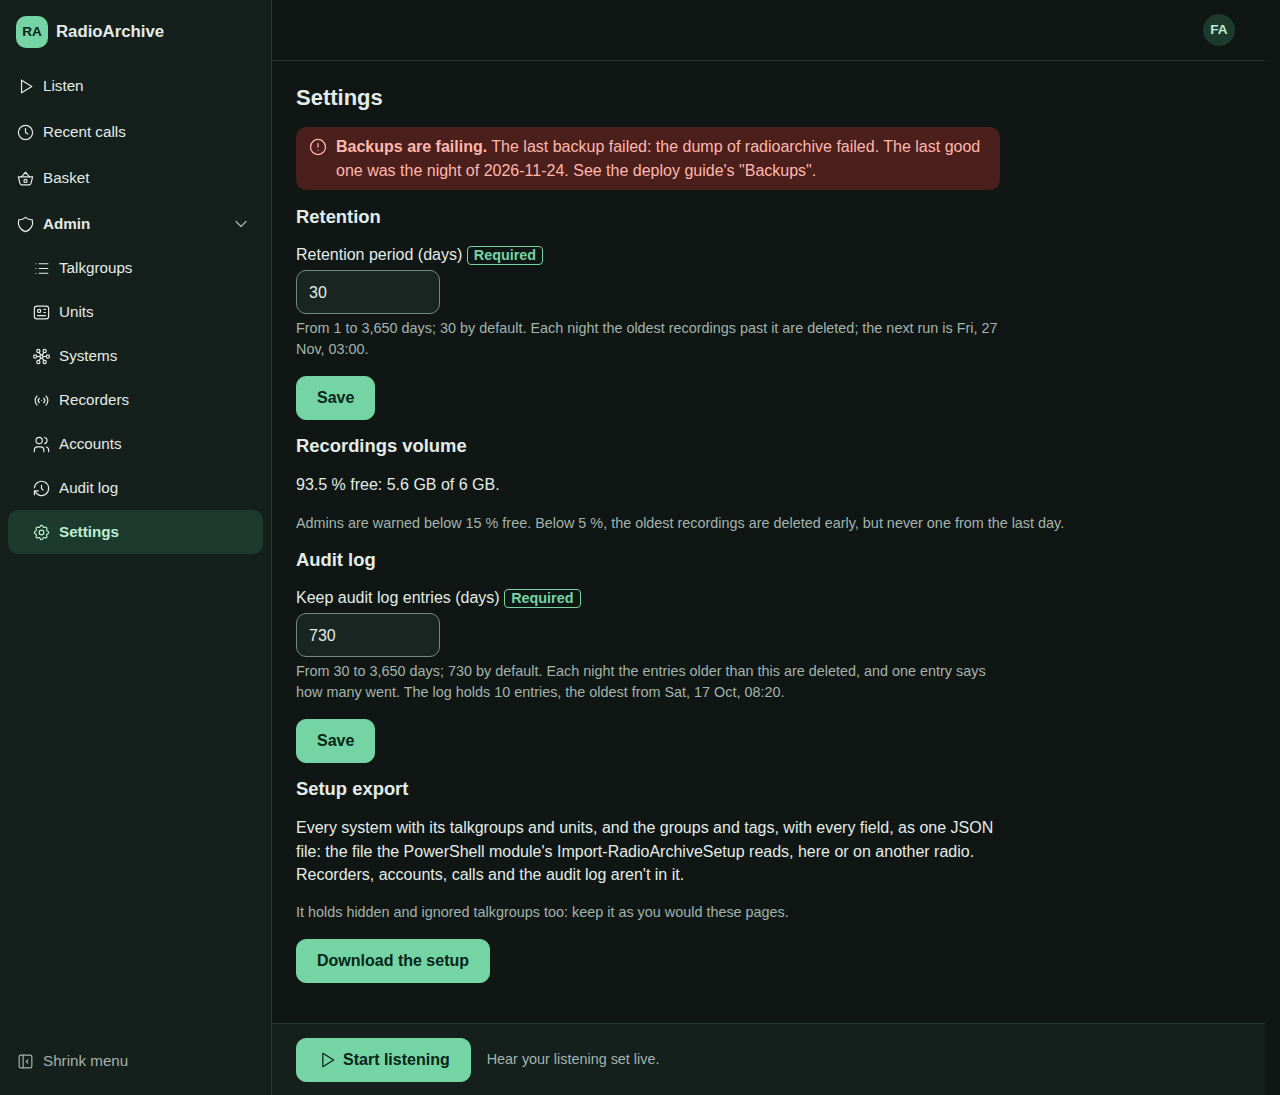 RA RadioArchive
FA
Listen
Recent calls
Basket
Admin
Talkgroups
Units
Systems
Recorders
Accounts
Audit log
Settings
Shrink menu
Settings
Backups are failing. The last backup failed: the dump of radioarchive failed. The last good
one was the night of 2026-11-24. See the deploy guide's "Backups".
Retention
Retention period (days) Required
30
From 1 to 3,650 days; 30 by default. Each night the oldest recordings past it are deleted; the next run is Fri, 27
Nov, 03:00.
Save
Recordings volume
93.5 % free: 5.6 GB of 6 GB.
Admins are warned below 15 % free. Below 5 %, the oldest recordings are deleted early, but never one from the last day.
Audit log
Keep audit log entries (days) Required
730
From 30 to 3,650 days; 730 by default. Each night the entries older than this are deleted, and one entry says
how many went. The log holds 10 entries, the oldest from Sat, 17 Oct, 08:20.
Save
Setup export
Every system with its talkgroups and units, and the groups and tags, with every field, as one JSON
file: the file the PowerShell module's Import-RadioArchiveSetup reads, here or on another radio.
Recorders, accounts, calls and the audit log aren't in it.
It holds hidden and ignored talkgroups too: keep it as you would these pages.
Download the setup
Start listening
Hear your listening set live.